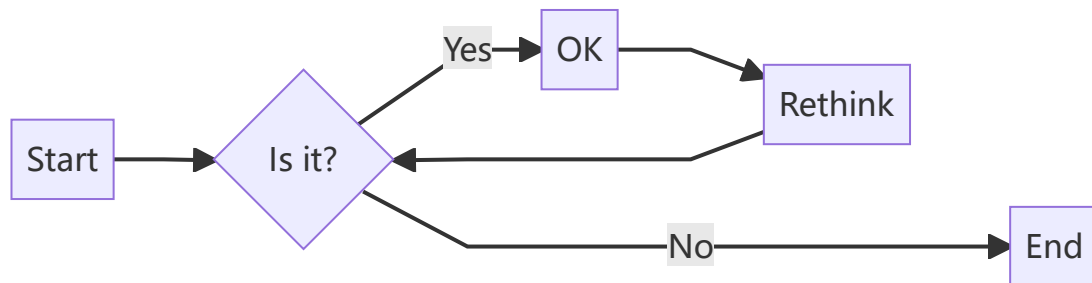 Start
Is it?
Yes
OK
Rethink
No
End